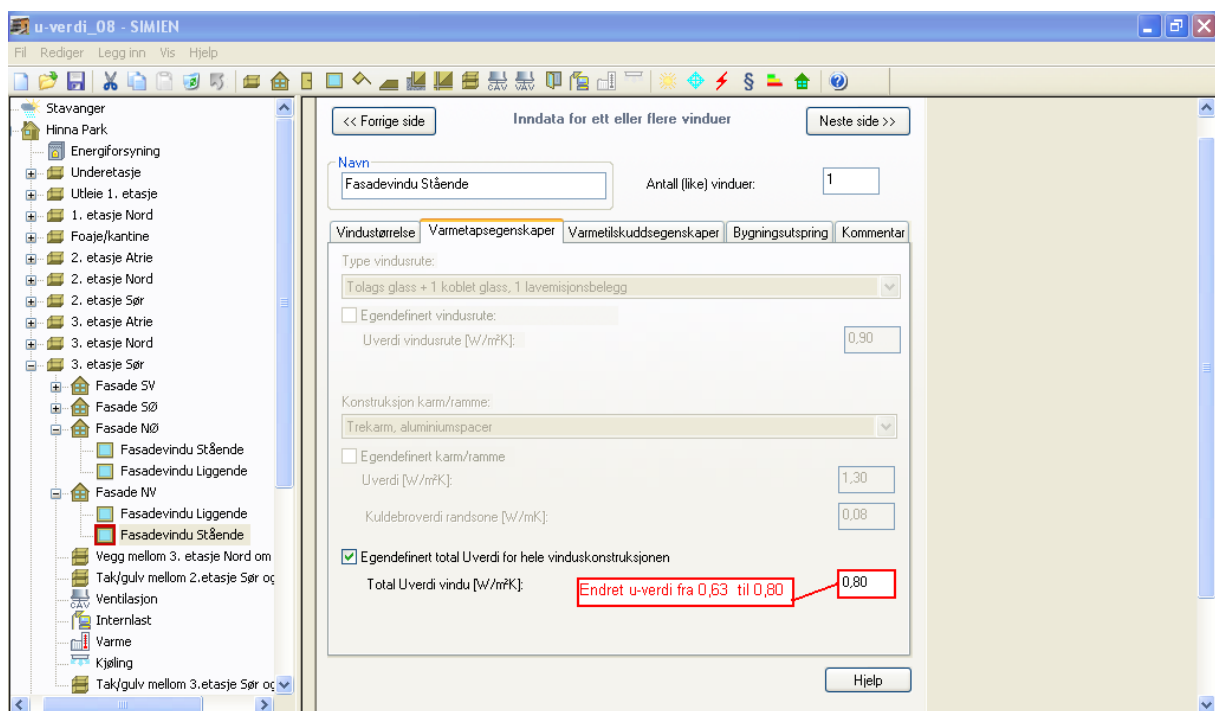 u-verdi_08 - SIMIEN
Fil Rediger Legg inn Vis Hjelp
CAV VAV §
Stavanger
Hinna Park
Energiforsyning
Underetasje
Utleie 1. etasje
1. etasje Nord
Foaje/kantine
2. etasje Atrie
2. etasje Nord
2. etasje Sør
3. etasje Atrie
3. etasje Nord
3. etasje Sør
Fasade SV
Fasade SØ
Fasade NØ
Fasadevindu Stående
Fasadevindu Liggende
Fasade NV
Fasadevindu Liggende
Fasadevindu Stående
Vegg mellom 3. etasje Nord om
Tak/gulv mellom 2.etasje Sør og
CAV Ventilasjon
Internlast
Varme
Kjøling
Tak/gulv mellom 3.etasje Sør og
<< Forrige side
Inndata for ett eller flere vinduer
Neste side >>
Navn
Fasadevindu Stående
Antall (like) vinduer: 1
Vindustørrelse Varmetapsegenskaper Varmetilskuddsegenskaper Bygningsutspring Kommentar
Type vindusrute:
Tolags glass + 1 koblet glass, 1 lavemisjonsbelegg
Egendefinert vindusrute:
Uverdi vindusrute [W/m²K]: 0,90
Konstruksjon karm/ramme:
Trekarm, aluminiumspacer
Egendefinert karm/ramme
Uverdi [W/m²K]: 1,30
Kuldebroverdi randsone [W/mK]: 0,08
Egendefinert total Uverdi for hele vinduskonstruksjonen
Total Uverdi vindu [W/m²K]: 0,80
Endret u-verdi fra 0,63 til 0,80
Hjelp